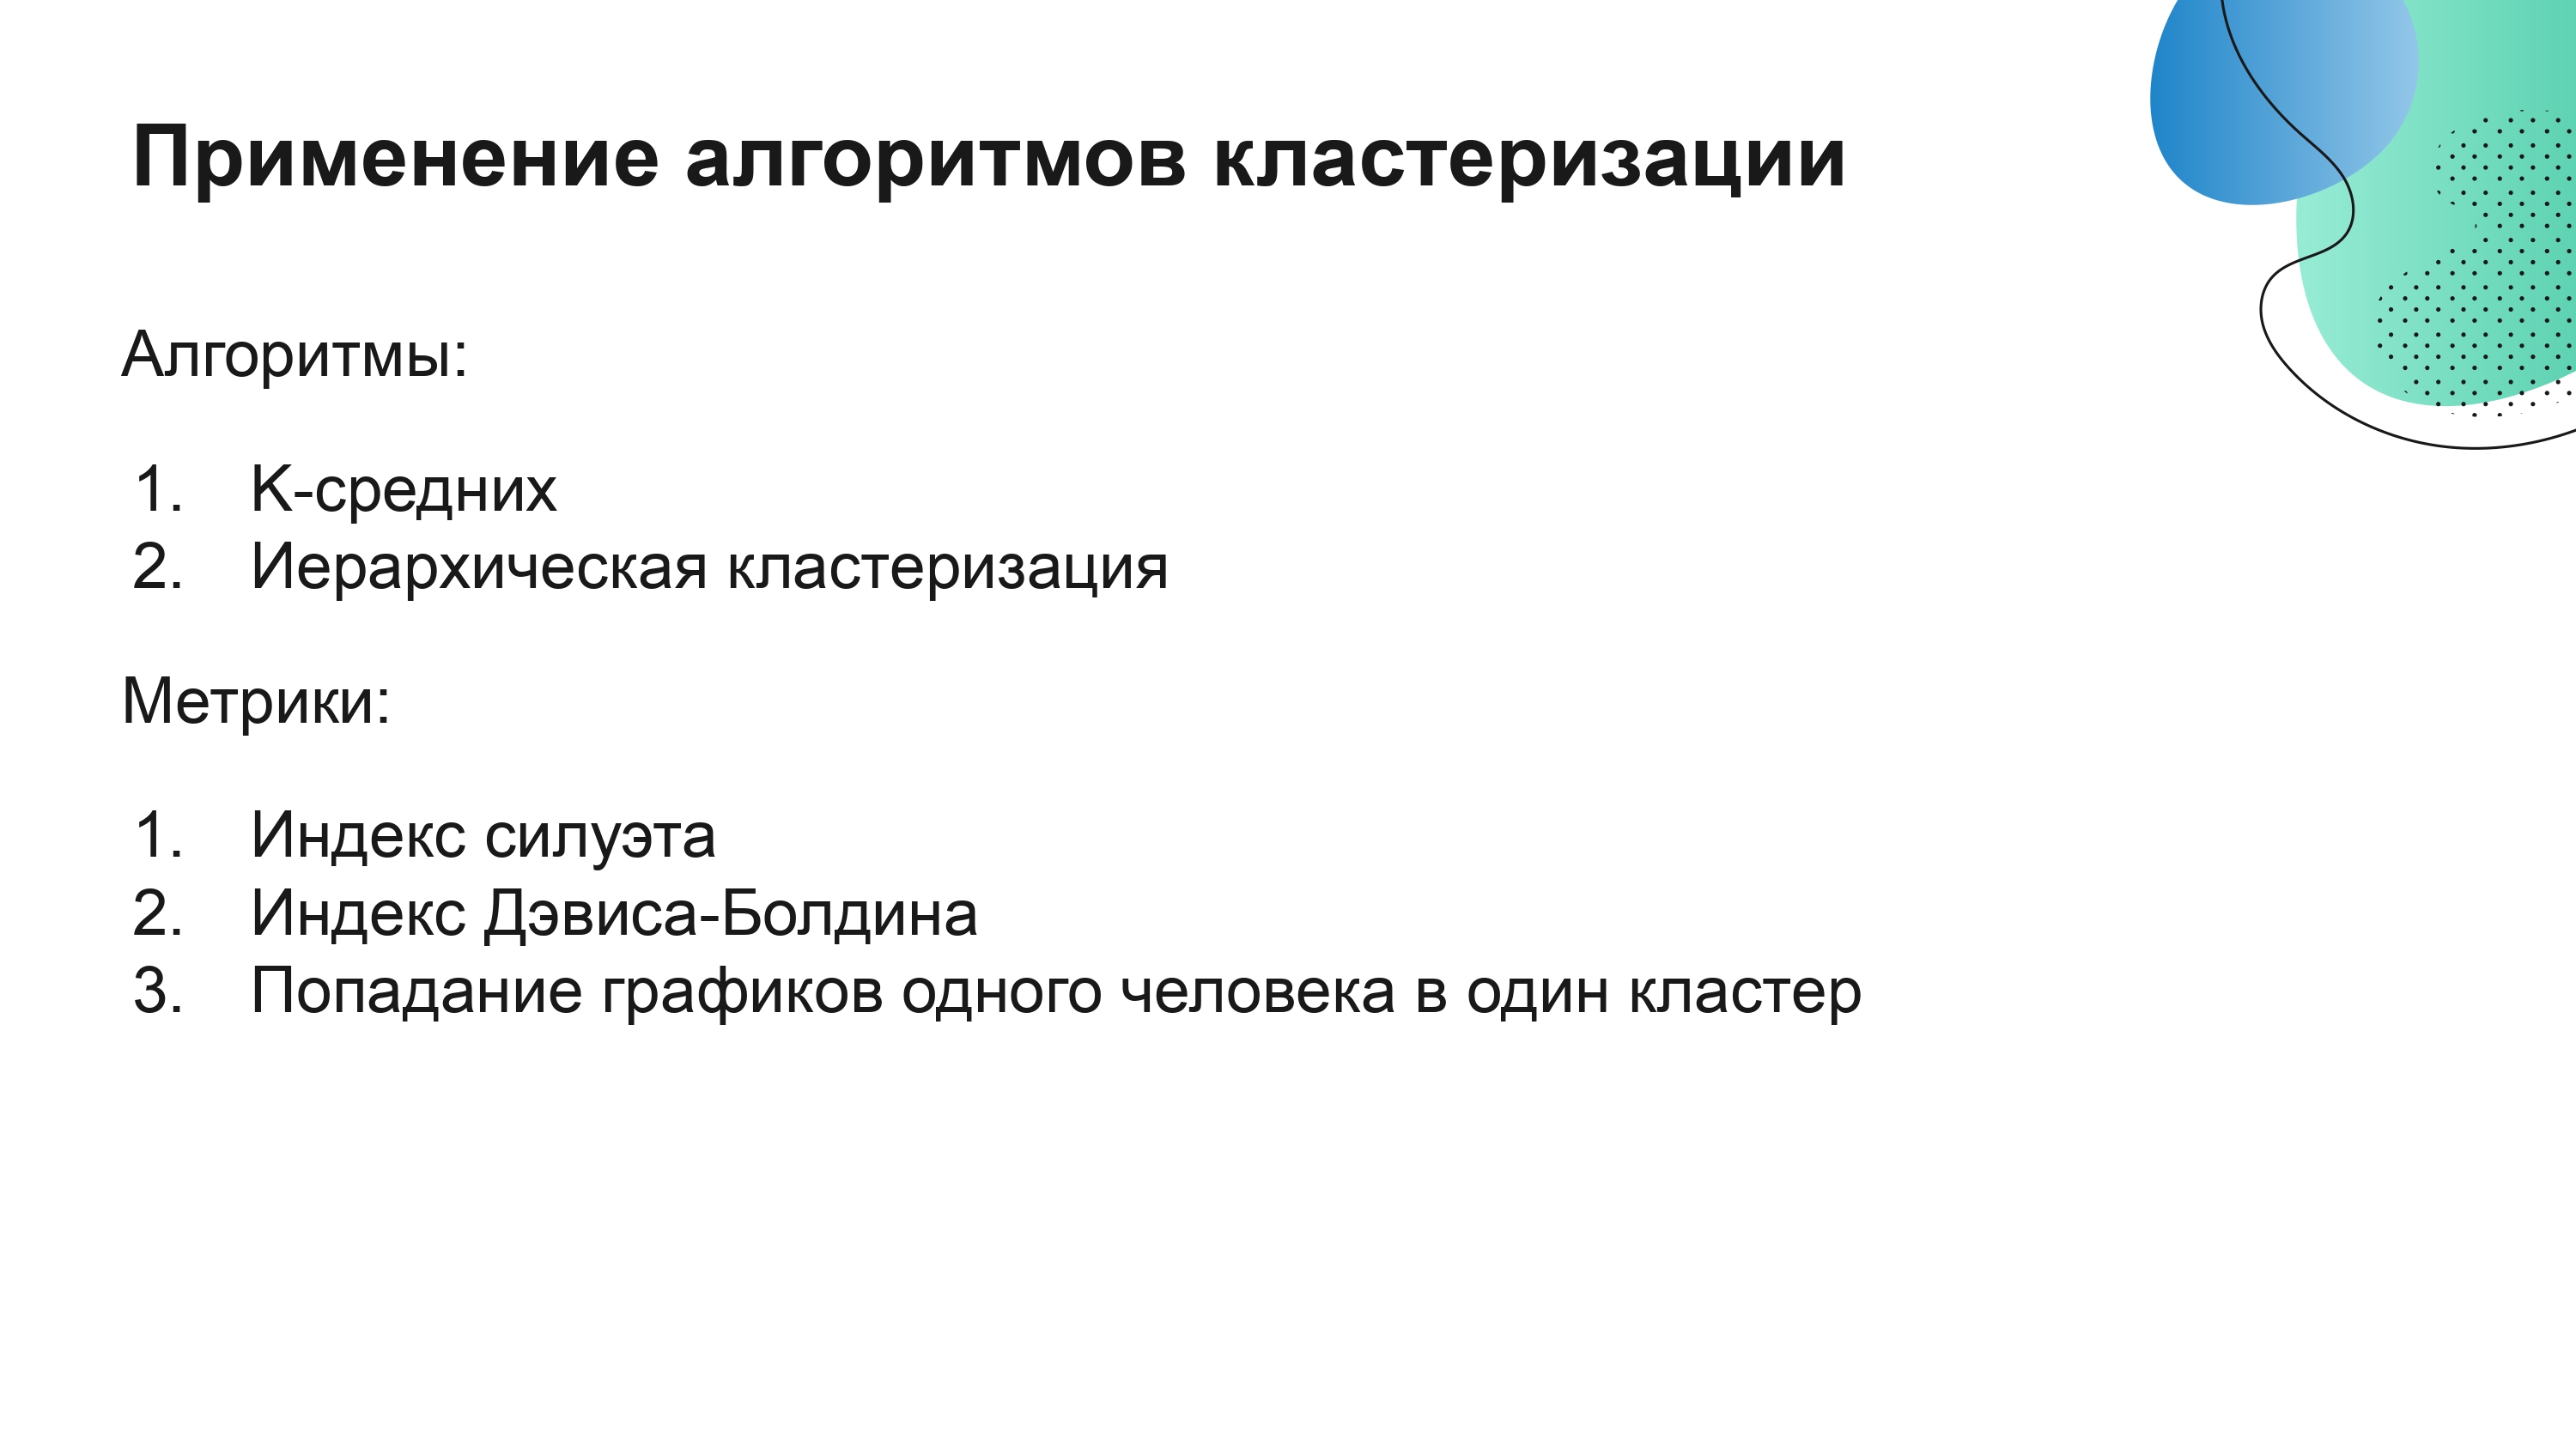 Применение алгоритмов кластеризации
Алгоритмы:
1. K-средних
2. Иерархическая кластеризация
Метрики:
1. Индекс силуэта
2. Индекс Дэвиса-Болдина
3. Попадание графиков одного человека в один кластер